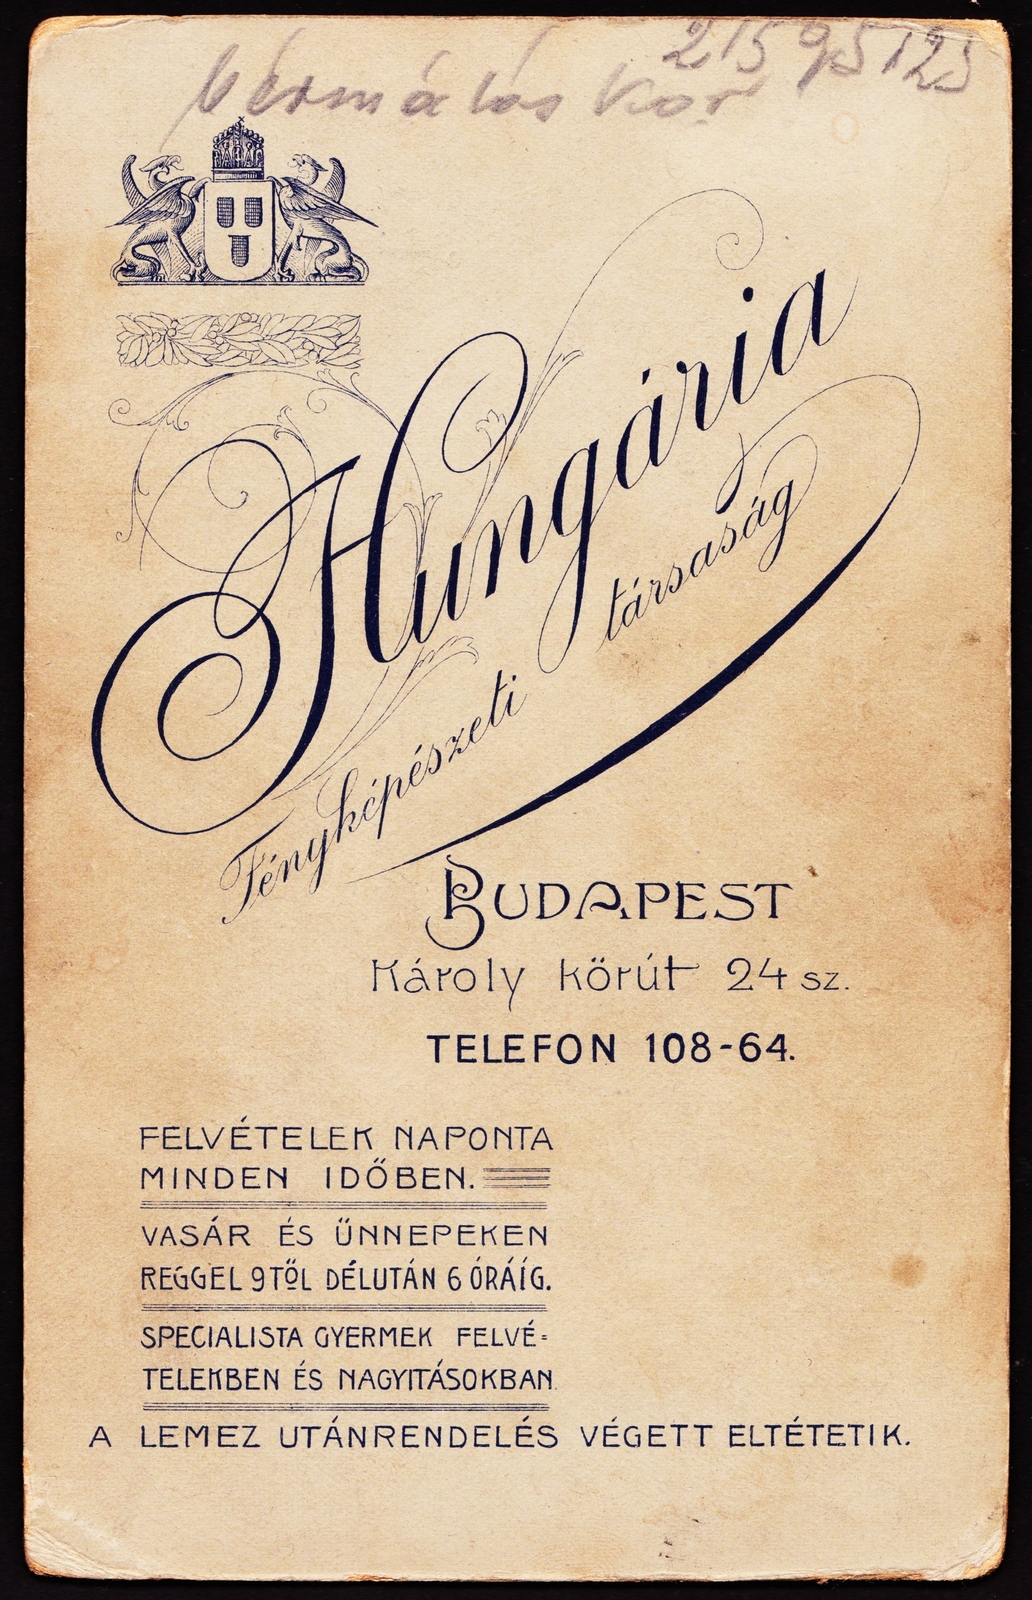 Hungária
Fényképészeti társaság
BUDAPEST
Károly körút 24 sz.
TELEFON 108-64.
FELVÉTELEK NAPONTA
MINDEN IDŐBEN.
VASÁR ÉS ÜNNEPEKEN
REGGEL 9TŐL DÉLUTÁN 6 ÓRÁÍG.
SPECIALISTA GYERMEK FELVÉ=
TELEKBEN ÉS NAGYITÁSOKBAN
A LEMEZ UTÁNRENDELÉS VÉGETT ELTÉTETIK.